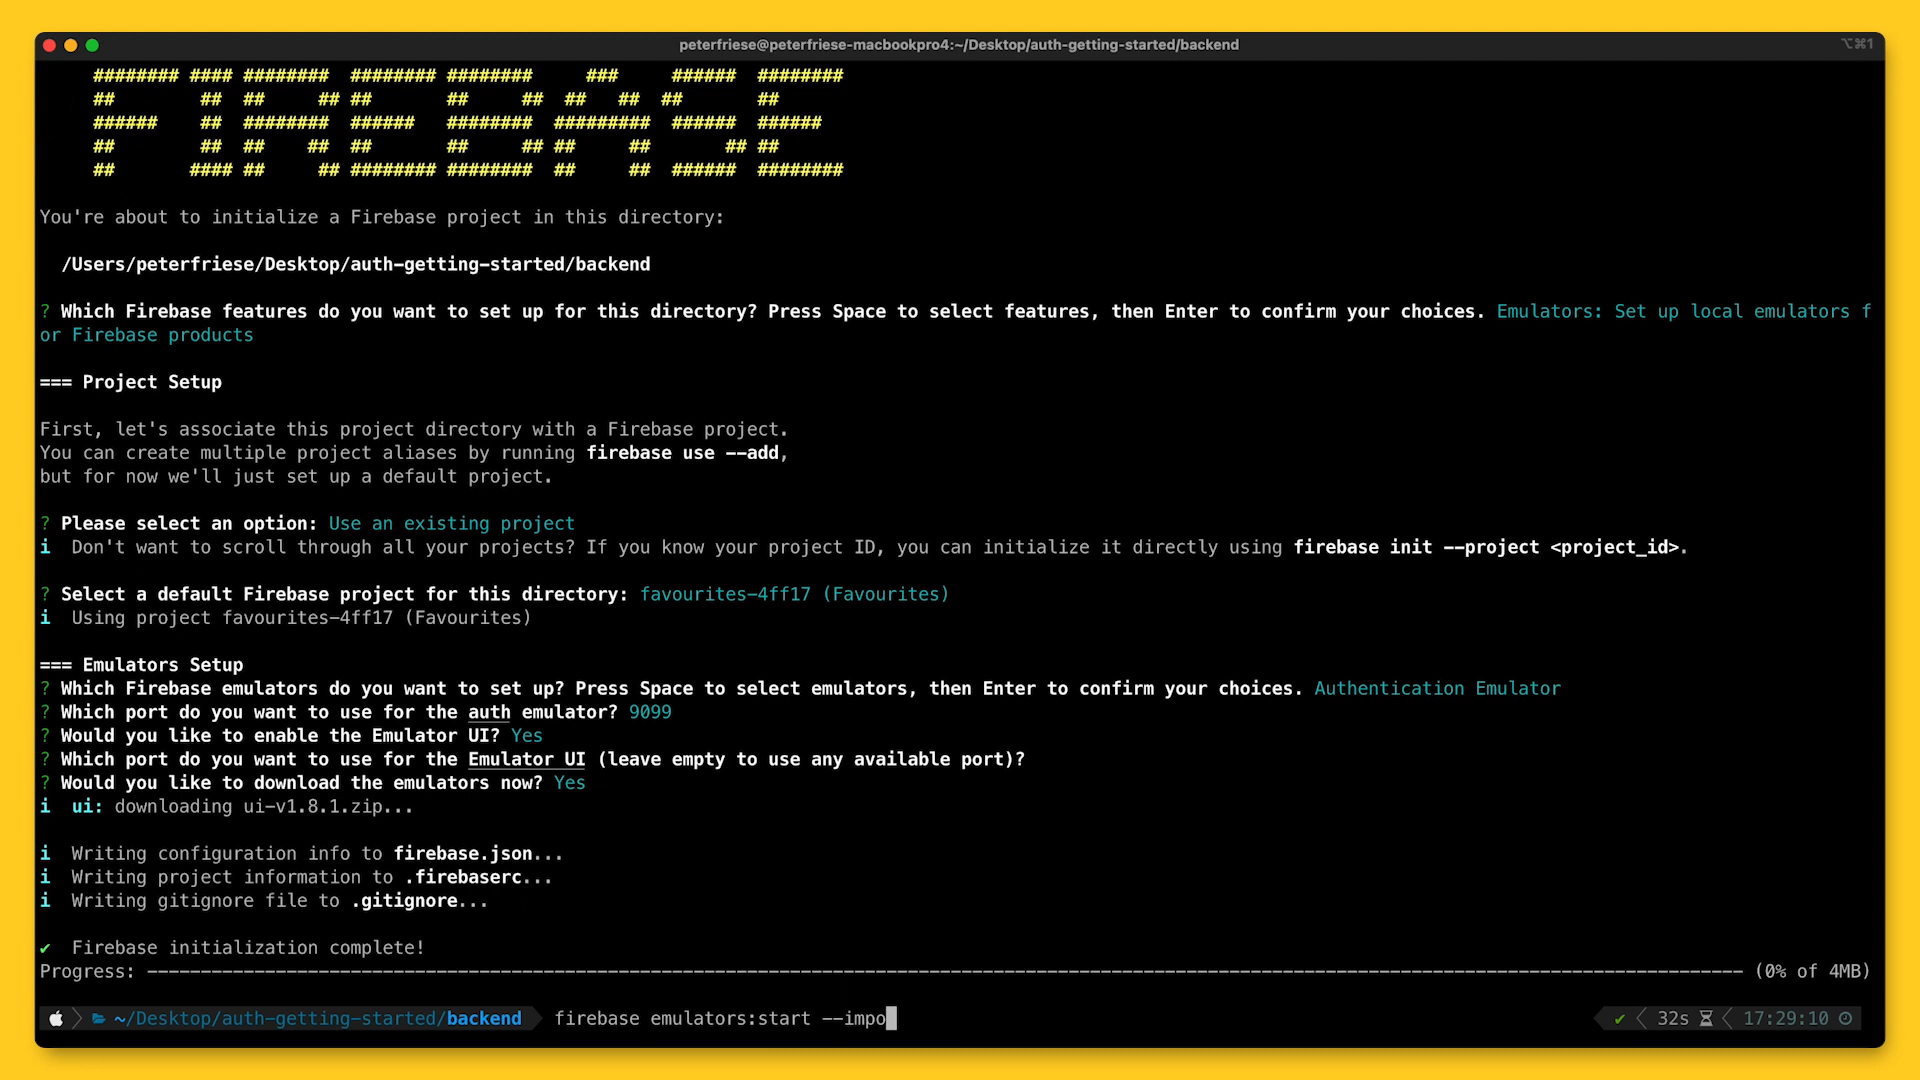 peterfriese@peterfriese-macbookpro4:~/Desktop/auth-getting-started/backend
⌥⌘1
######## #### ########  ######## ########     ###     ######  ########
##        ## ##     ## ##       ##     ##  ##   ##  ##       ##
######    ##  ########  ######   ########  #########  ######  ######
##        ##  ##    ##  ##       ##     ## ##     ##       ## ##
##       #### ##     ## ######## ########  ##     ##  ######  ########
You're about to initialize a Firebase project in this directory:
/Users/peterfriese/Desktop/auth-getting-started/backend
? Which Firebase features do you want to set up for this directory? Press Space to select features, then Enter to confirm your choices. Emulators: Set up local emulators f
or Firebase products
=== Project Setup
First, let's associate this project directory with a Firebase project.
You can create multiple project aliases by running firebase use --add,
but for now we'll just set up a default project.
? Please select an option: Use an existing project
i  Don't want to scroll through all your projects? If you know your project ID, you can initialize it directly using firebase init --project <project_id>.
? Select a default Firebase project for this directory: favourites-4ff17 (Favourites)
i  Using project favourites-4ff17 (Favourites)
=== Emulators Setup
? Which Firebase emulators do you want to set up? Press Space to select emulators, then Enter to confirm your choices. Authentication Emulator
? Which port do you want to use for the auth emulator? 9099
? Would you like to enable the Emulator UI? Yes
? Which port do you want to use for the Emulator UI (leave empty to use any available port)?
? Would you like to download the emulators now? Yes
i  ui: downloading ui-v1.8.1.zip...
i  Writing configuration info to firebase.json...
i  Writing project information to .firebaserc...
i  Writing gitignore file to .gitignore...
✔  Firebase initialization complete!
Progress: ---------------------------------------------------------------------------------------------------------------------------------------------------- (0% of 4MB)
~/Desktop/auth-getting-started/backend firebase emulators:start --impo ✔ 32s 17:29:10